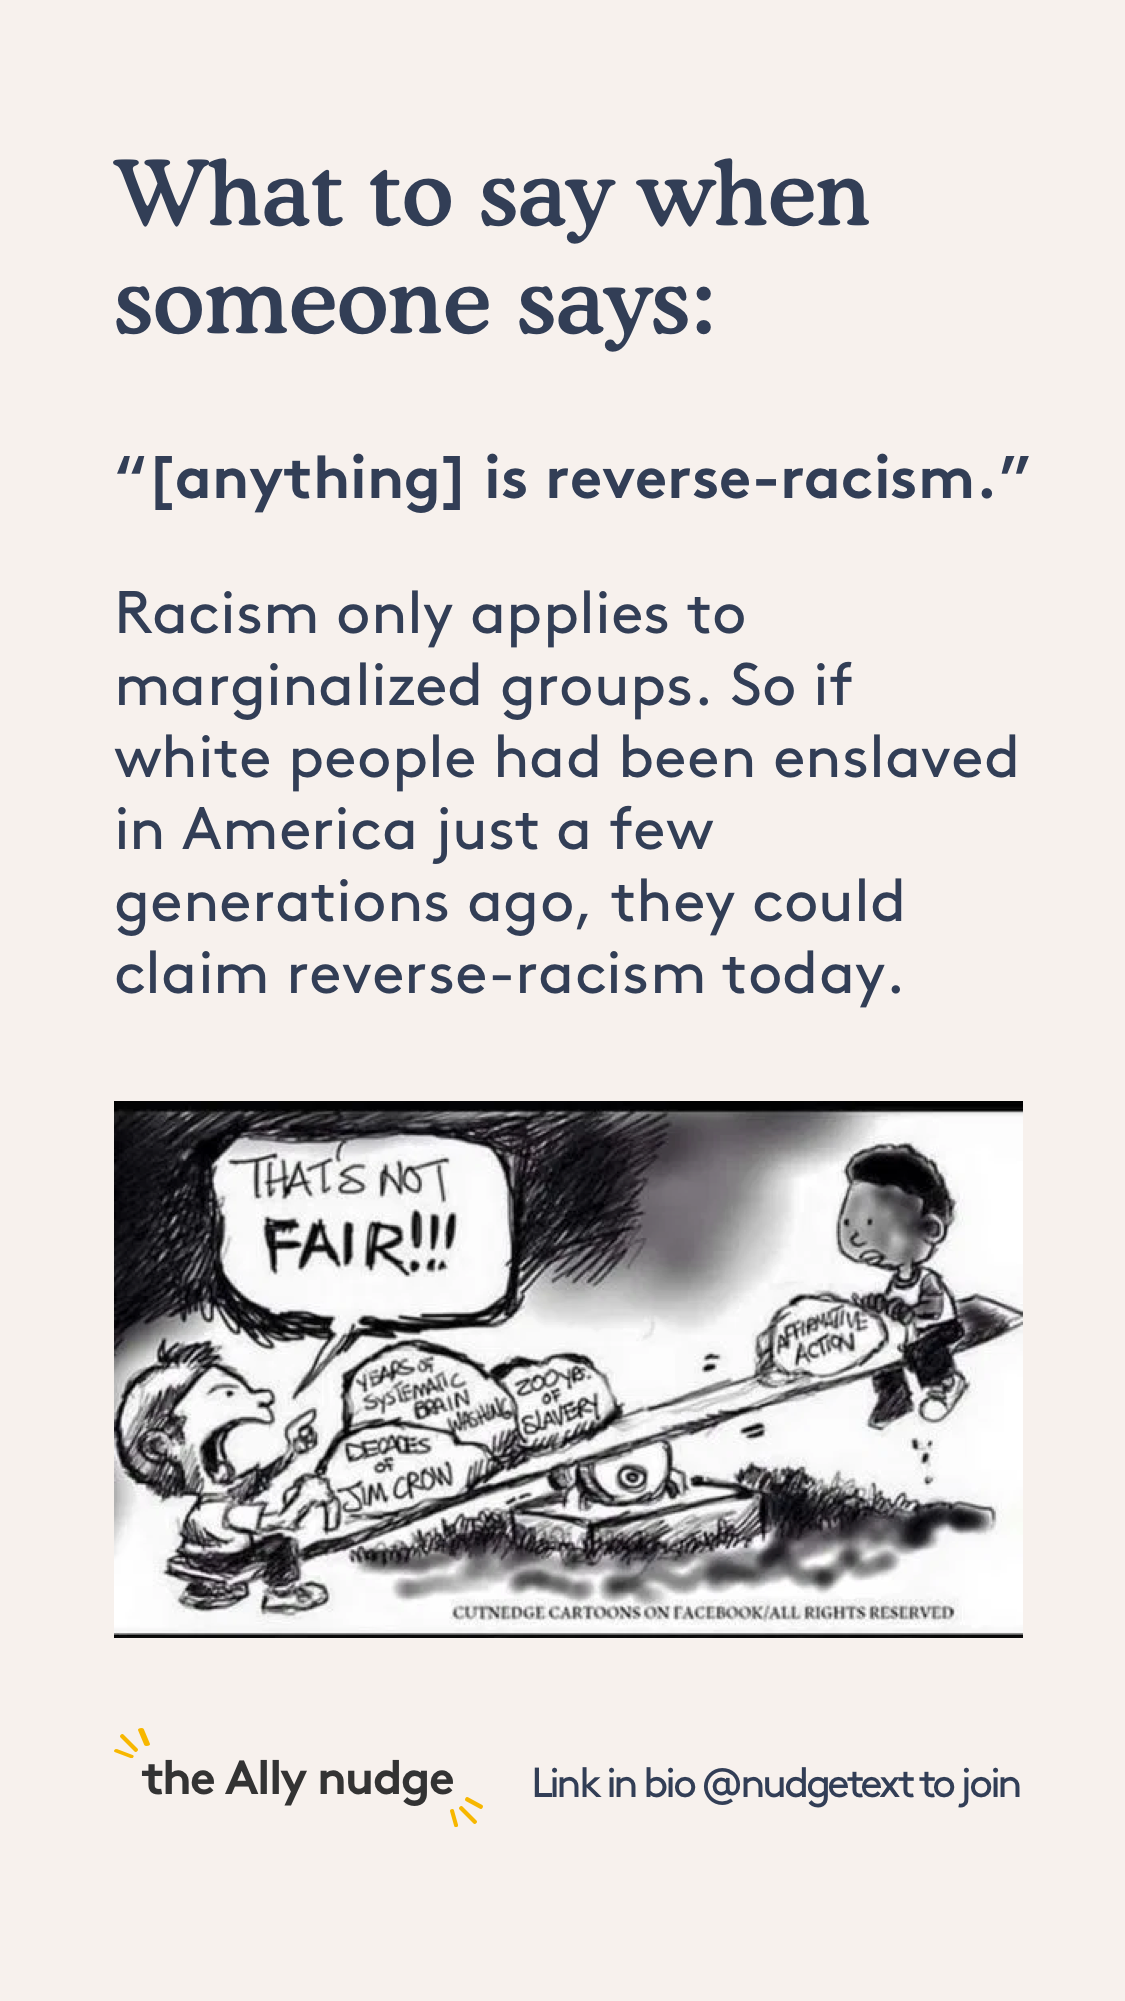 What to say when
someone says:
“[anything] is reverse-racism.”
Racism only applies to
marginalized groups. So if
white people had been enslaved
in America just a few
generations ago, they could
claim reverse-racism today.
THAT'S NOT
FAIR!!!
YEARS OF
SYSTEMATIC
BRAIN
WASHING
200 YRS.
OF
SLAVERY
DECADES
OF
JIM CROW
AFFIRMATIVE
ACTION
CUTNEDGE CARTOONS ON FACEBOOK/ALL RIGHTS RESERVED
the Ally nudge
Link in bio @nudgetext to join